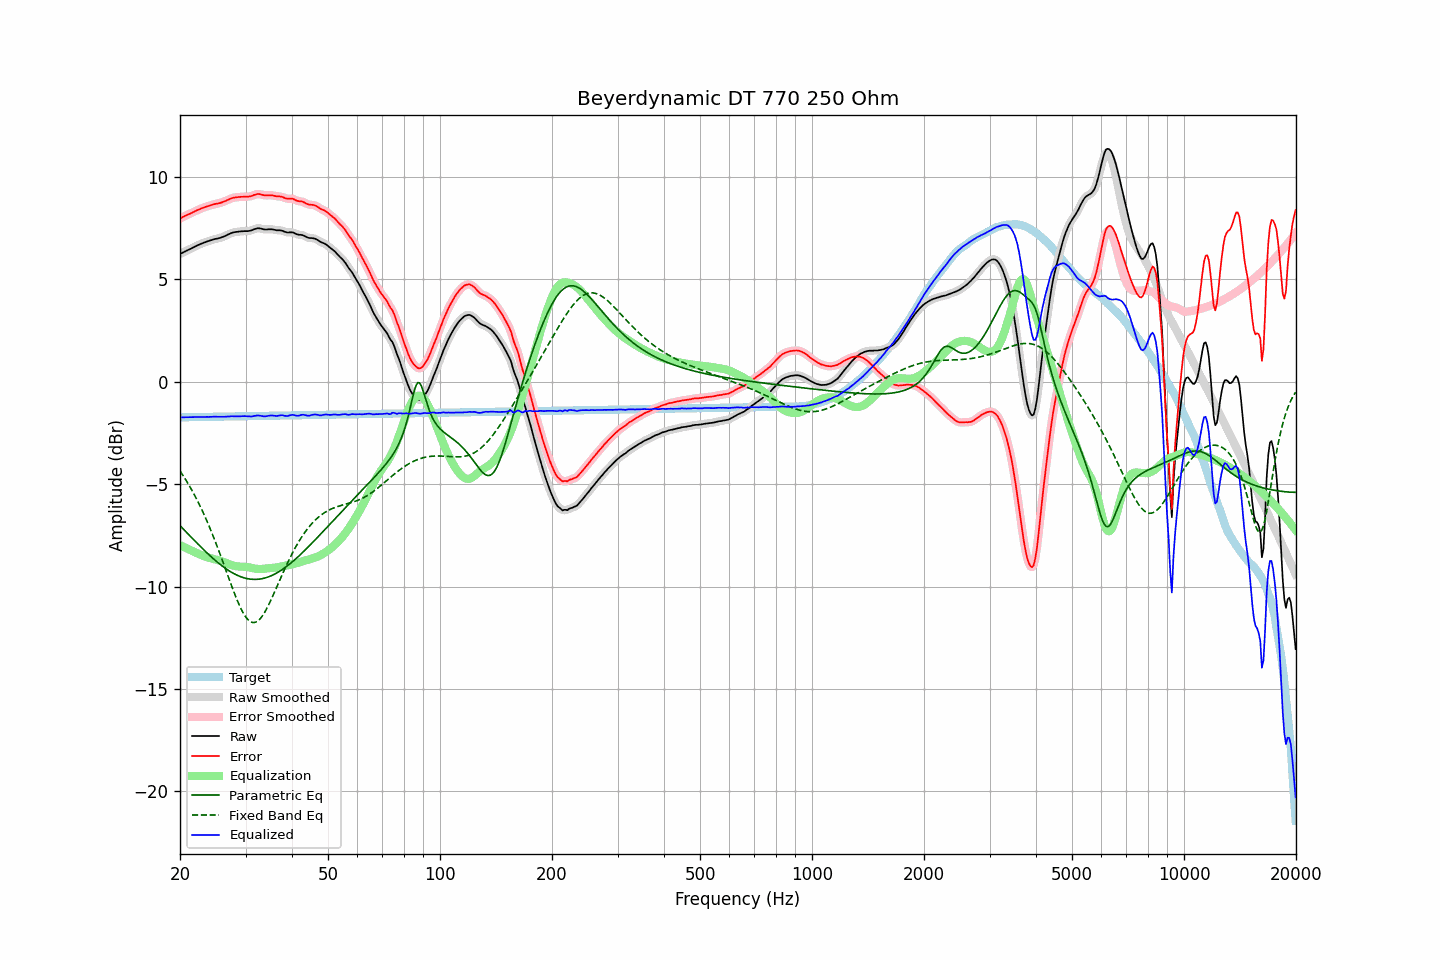 Beyerdynamic DT 770 250 Ohm
Amplitude (dBr)
10
5
0
−5
−10
−15
−20
Target
Raw Smoothed
Error Smoothed
Raw
Error
Equalization
Parametric Eq
Fixed Band Eq
Equalized
20 50 100 200 500 1000 2000 5000 10000 20000
Frequency (Hz)